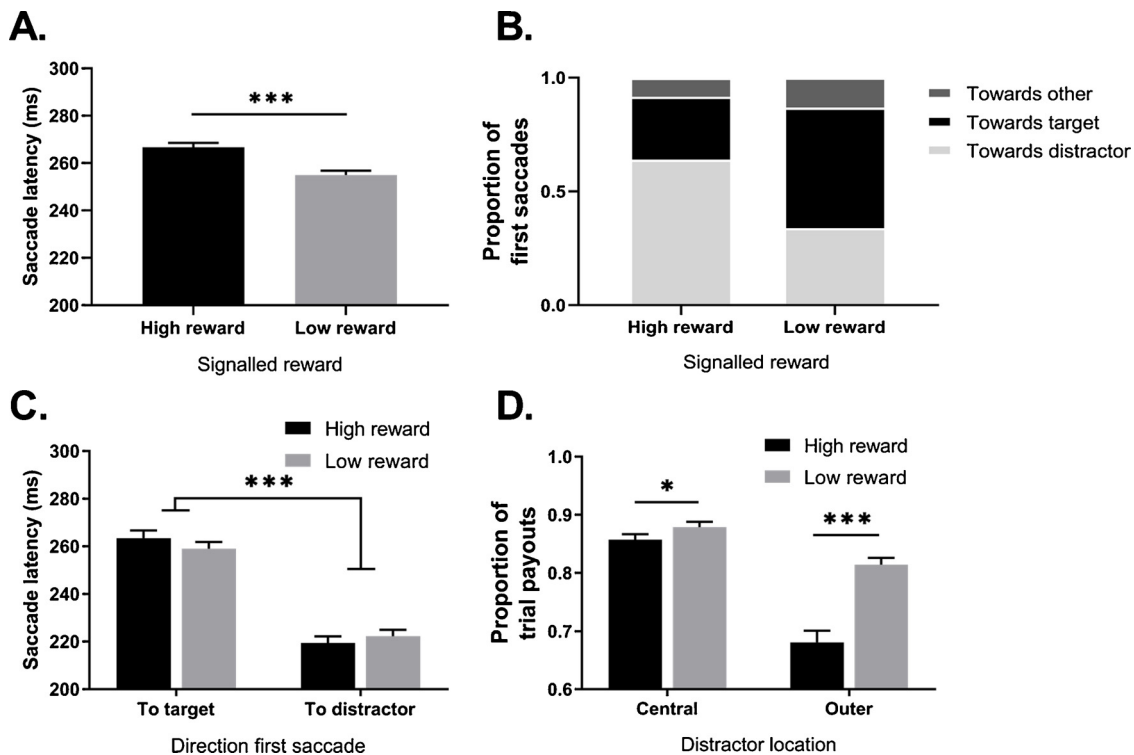 A.
300
280
260
240
220
200
Saccade latency (ms)
***
High reward
Low reward
Signalled reward
B.
1.0
0.5
0.0
Proportion of
first saccades
High reward
Low reward
Signalled reward
Towards other
Towards target
Towards distractor
C.
High reward
Low reward
300
280
260
240
220
200
Saccade latency (ms)
***
To target
To distractor
Direction first saccade
D.
High reward
Low reward
1.0
0.9
0.8
0.7
0.6
Proportion of
trial payouts
*
***
Central
Outer
Distractor location